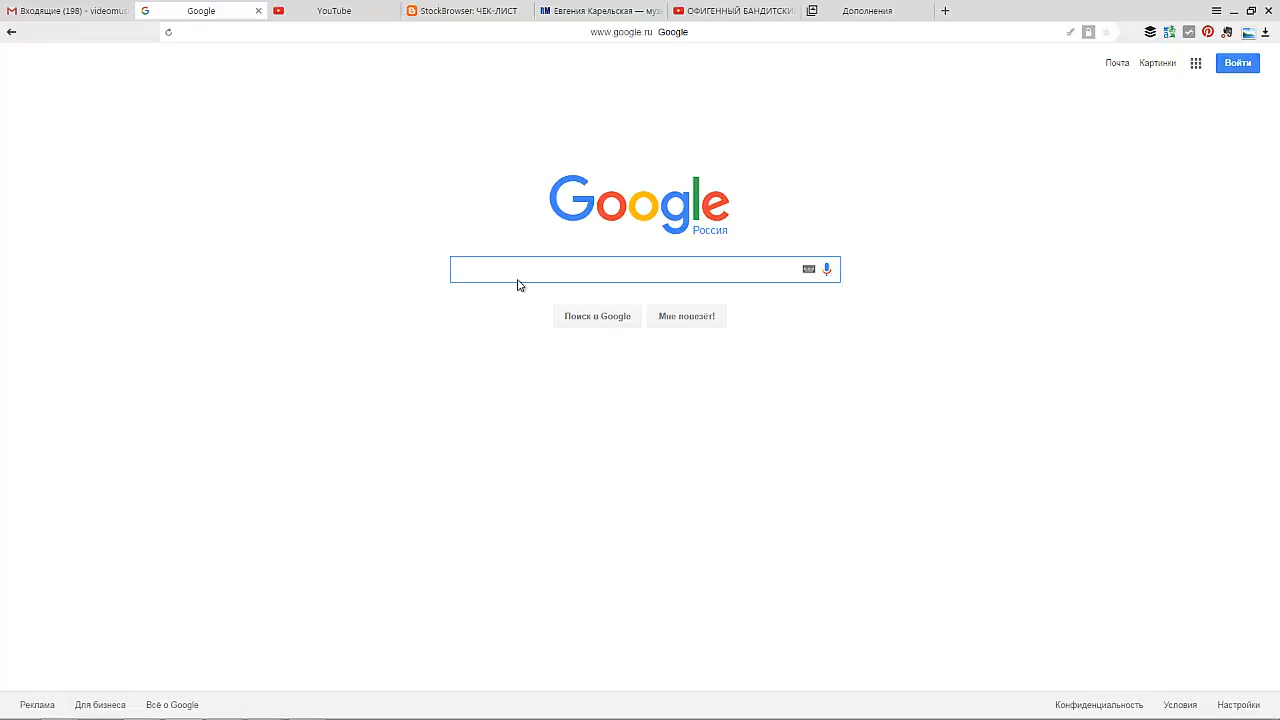 Входящие (198) - videomus
Google
YouTube
StockBrowser: ЧЕК-ЛИСТ
Евгения Карельская — муз
ОФИГЕННЫЙ БАНДИТСКИ
Дополнения
www.google.ru Google
Почта
Картинки
Войти
Google
Россия
Поиск в Google
Мне повезёт!
Реклама
Для бизнеса
Всё о Google
Конфиденциальность
Условия
Настройки